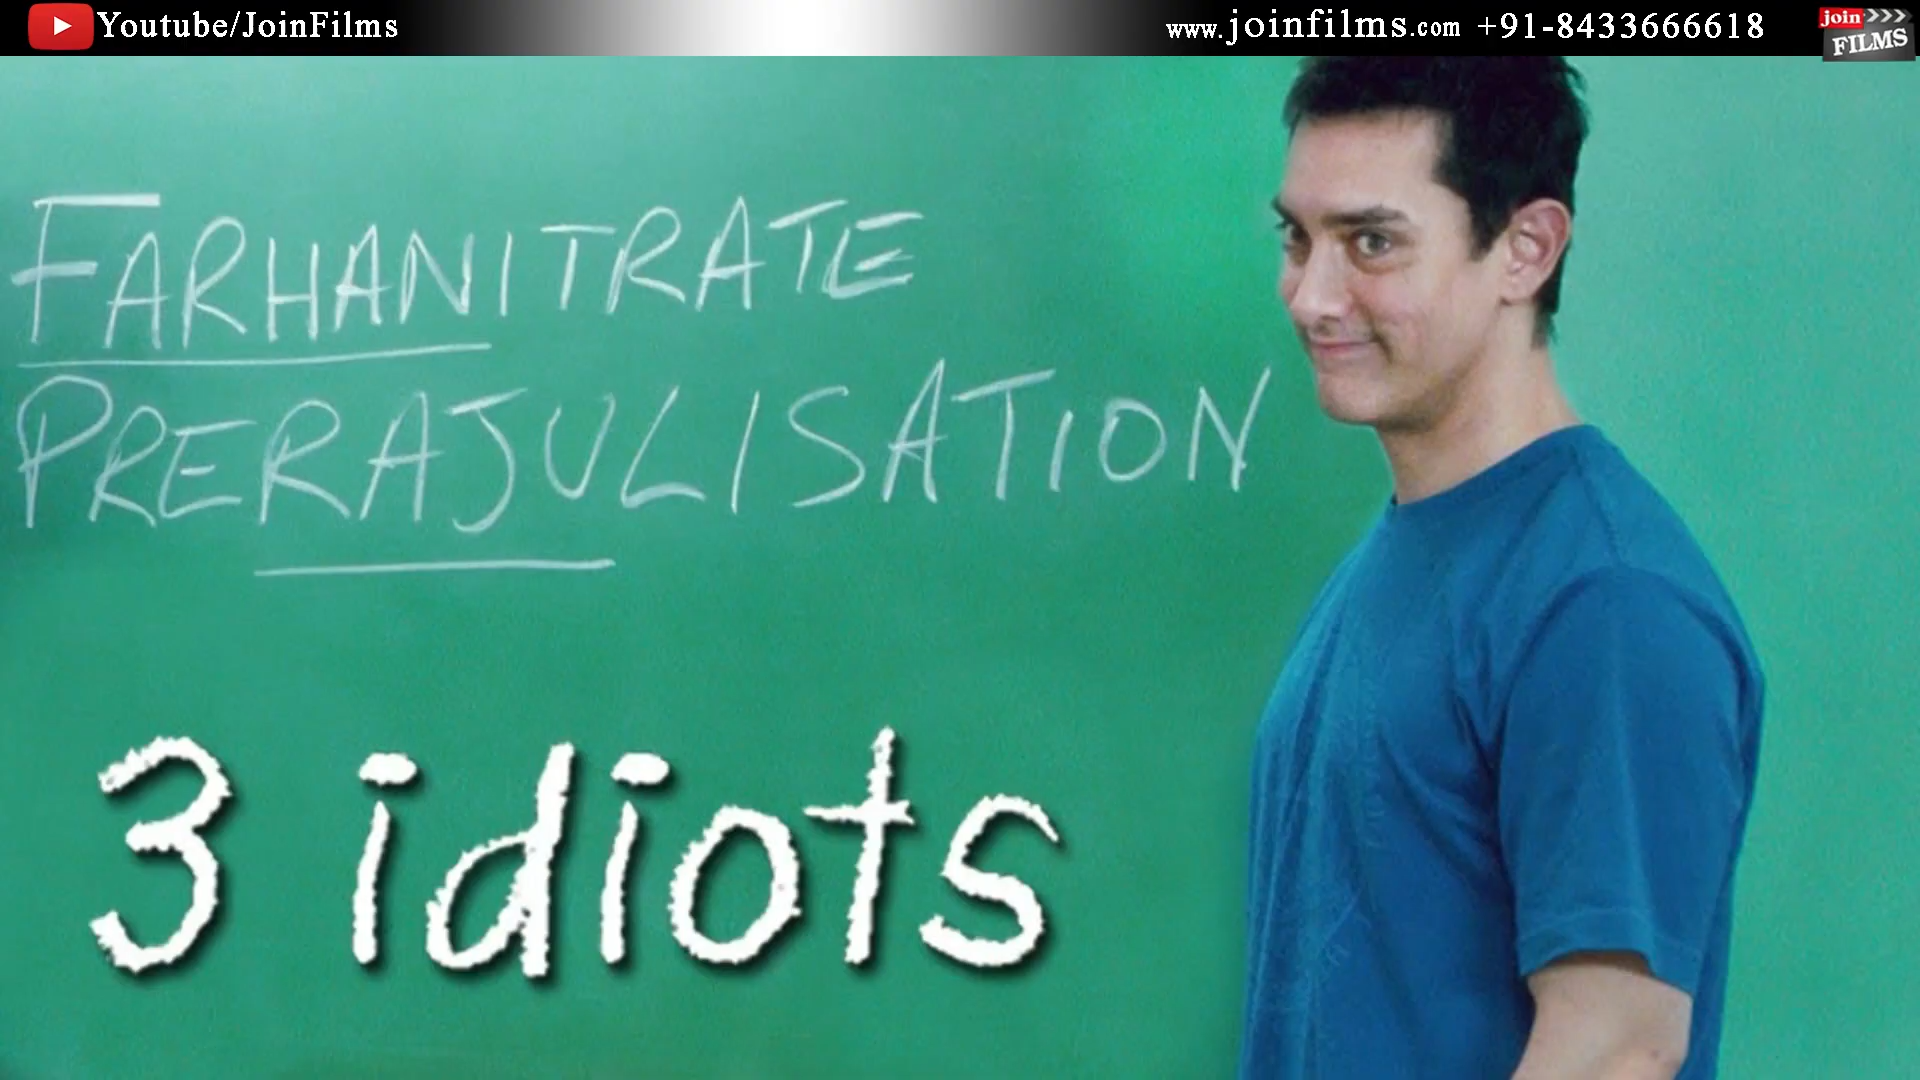 Youtube/JoinFilms
www.joinfilms.com +91-8433666618
join
FILMS
FARHANITRATE
PRERAJULISATION
3 idiots